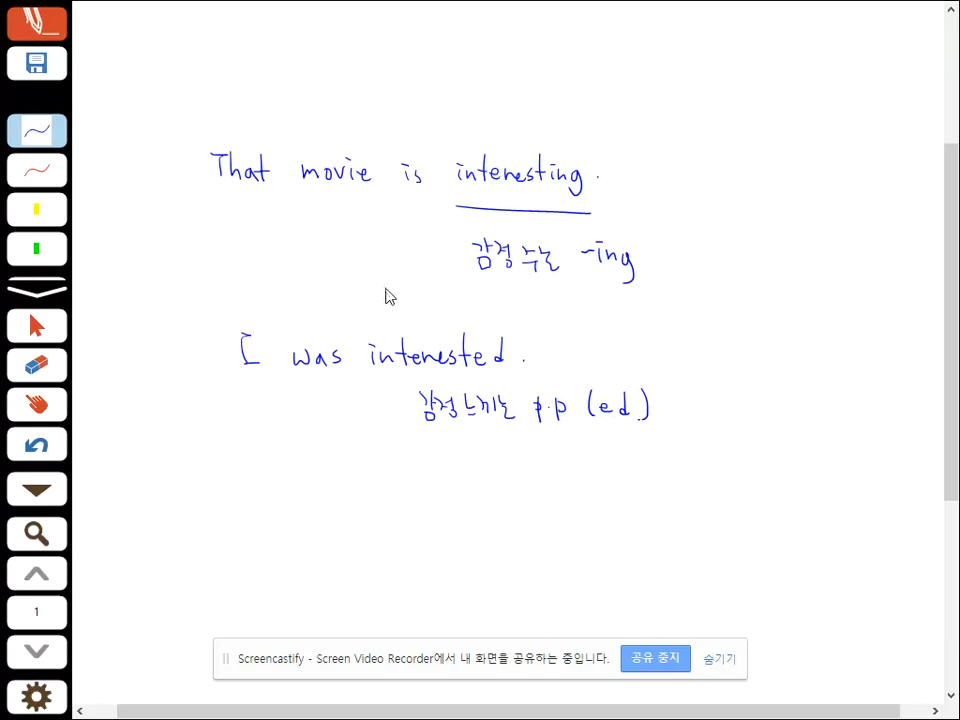 That movie is interesting.
감정 주는 -ing
I was interested.
감정 느끼는 p.p (ed.)
1
Screencastify - Screen Video Recorder에서 내 화면을 공유하는 중입니다. 공유 중지 숨기기